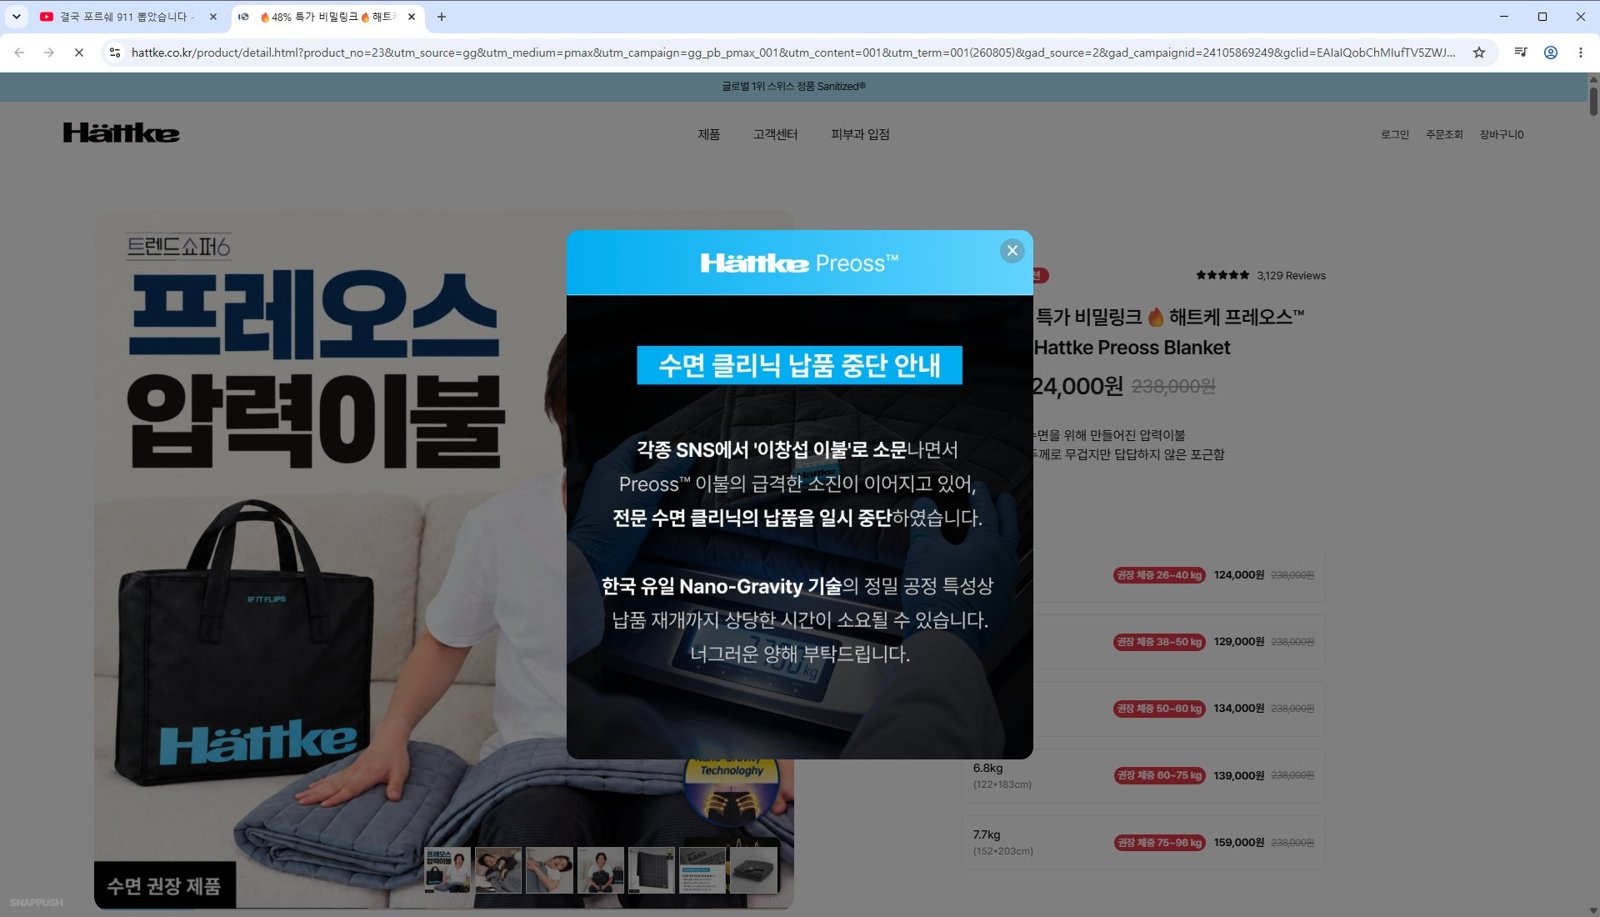 결국 포르쉐 911 뽑았습니다 -
🔥48% 특가 비밀링크🔥해트케
hattke.co.kr/product/detail.html?product_no=23&utm_source=gg&utm_medium=pmax&utm_campaign=gg_pb_pmax_001&utm_content=001&utm_term=001(260805)&gad_source=2&gad_campaignid=24105869249&gclid=EAIaIQobChMIufTV5ZWJ...
글로벌 1위 스위스 정품 Sanitized®
Hättke
제품 고객센터 피부과 입점
로그인 주문조회 장바구니0
트렌드쇼퍼6
프레오스
압력이불
IF IT FLIPS
Hättke
Technologhy
수면 권장 제품
SNAPPUSH
Hättke Preoss™
수면 클리닉 납품 중단 안내
각종 SNS에서 '이창섭 이불'로 소문나면서
Preoss™ 이불의 급격한 소진이 이어지고 있어,
전문 수면 클리닉의 납품을 일시 중단하였습니다.
한국 유일 Nano-Gravity 기술의 정밀 공정 특성상
납품 재개까지 상당한 시간이 소요될 수 있습니다.
너그러운 양해 부탁드립니다.
★★★★★ 3,129 Reviews
특가 비밀링크🔥해트케 프레오스™
Hattke Preoss Blanket
24,000원 238,000원
수면을 위해 만들어진 압력이불
무겁지만 답답하지 않은 포근함
권장 체중 26~40 kg 124,000원 238,000원
권장 체중 38~50 kg 129,000원 238,000원
권장 체중 50~60 kg 134,000원 238,000원
6.8kg
(122*183cm)
권장 체중 60~75 kg 139,000원 238,000원
7.7kg
(152*203cm)
권장 체중 75~96 kg 159,000원 238,000원